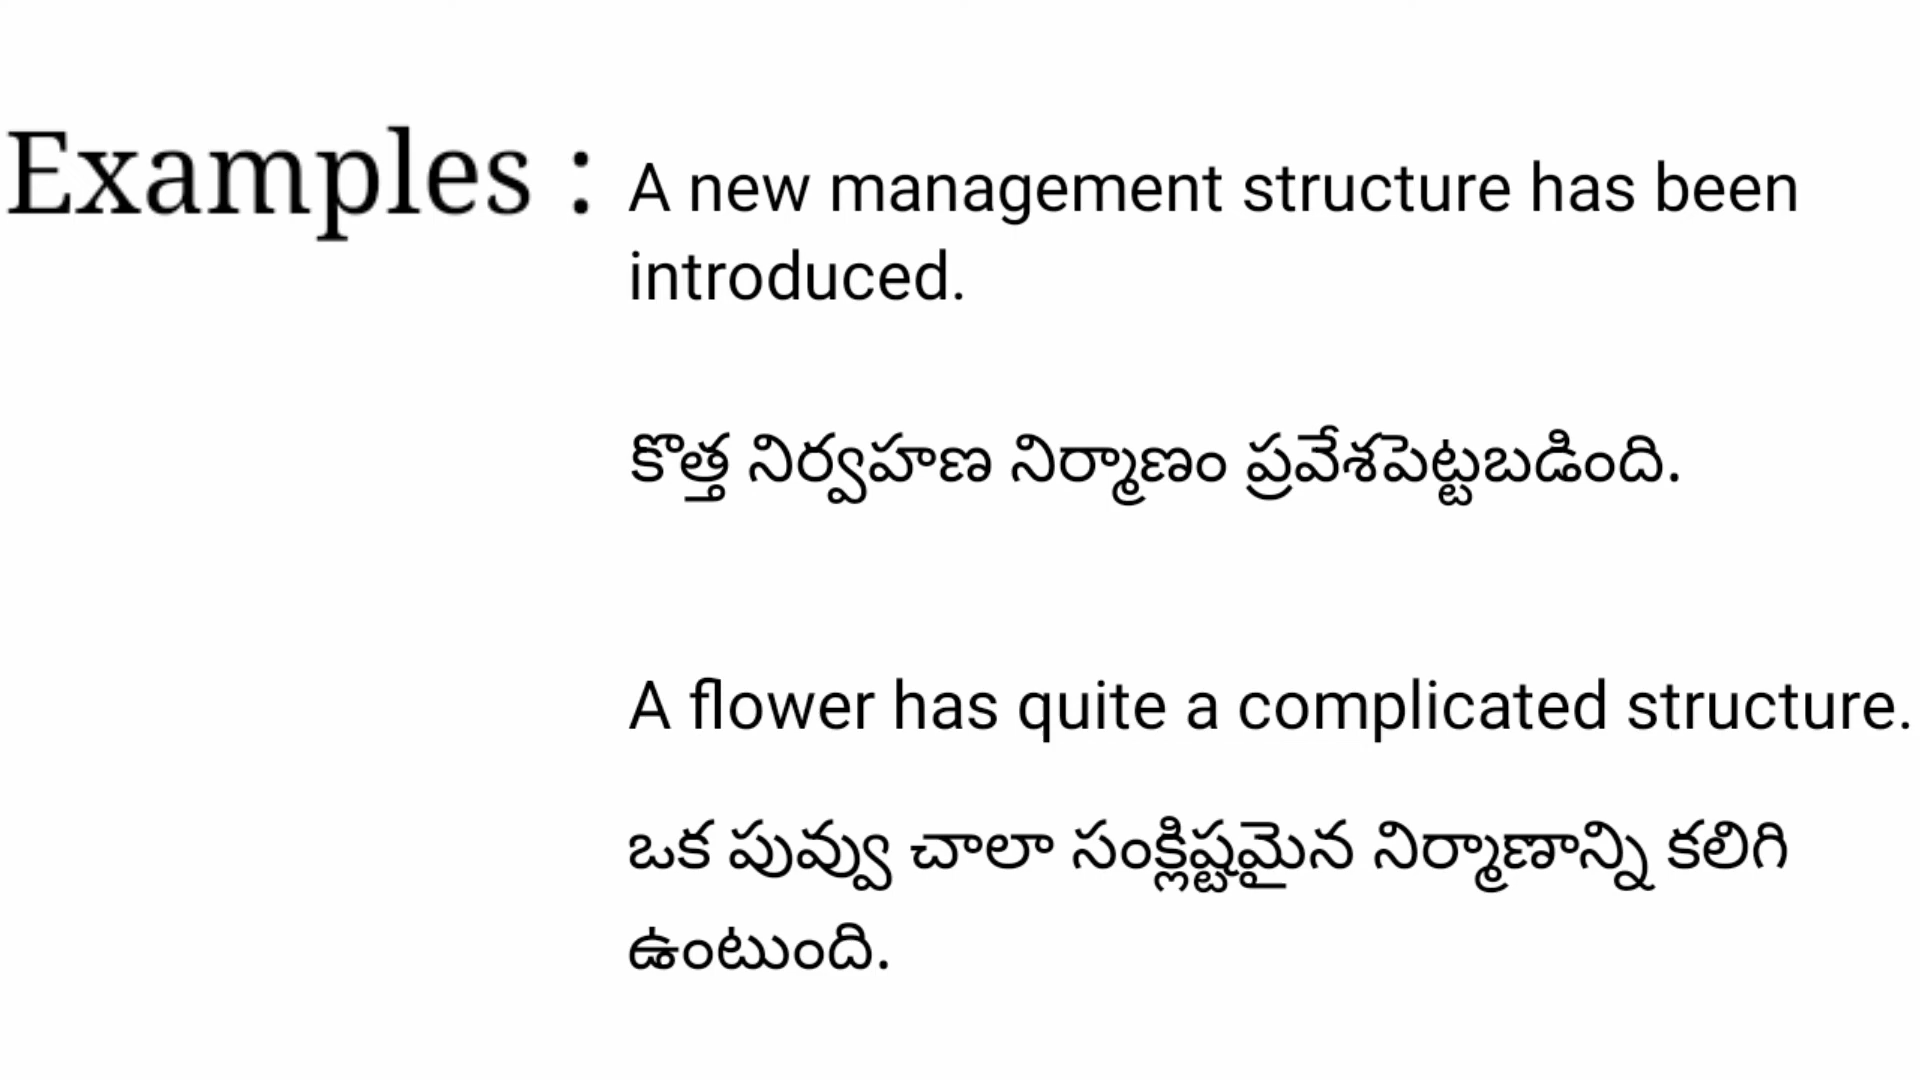 Examples : A new management structure has been
introduced.
కొత్త నిర్వహణ నిర్మాణం ప్రవేశపెట్టబడింది.
A flower has quite a complicated structure.
ఒక పువ్వు చాలా సంక్లిష్టమైన నిర్మాణాన్ని కలిగి
ఉంటుంది.